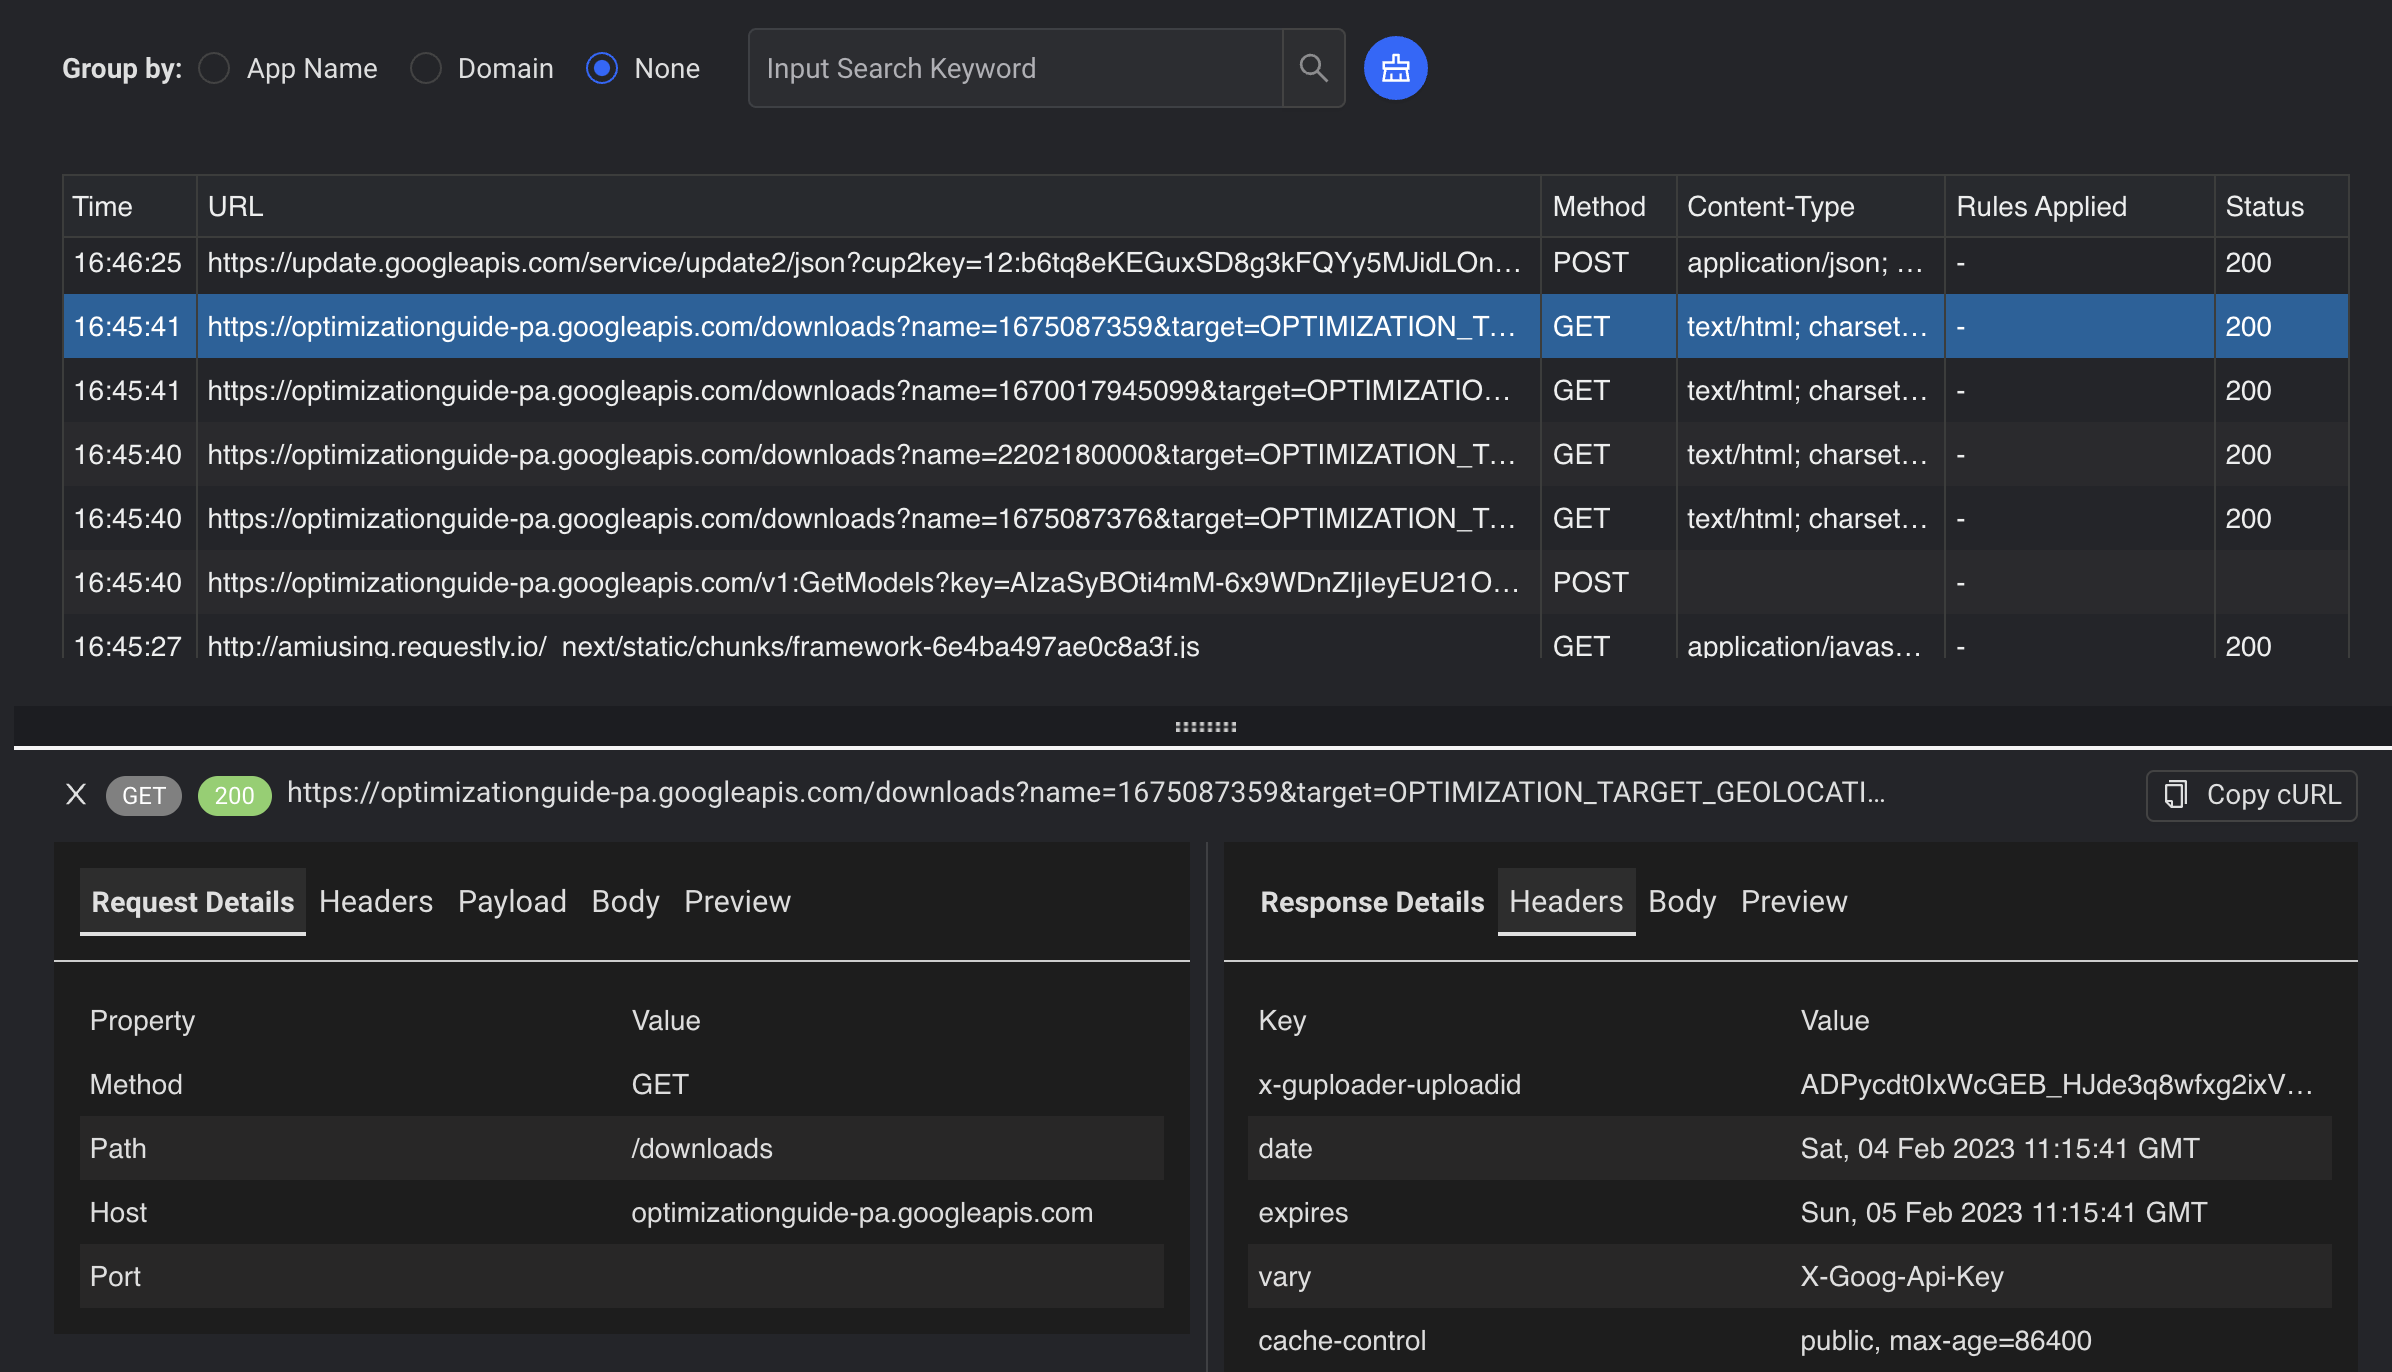 Group by: App Name Domain None Input Search Keyword
Time URL Method Content-Type Rules Applied Status
16:46:25 https://update.googleapis.com/service/update2/json?cup2key=12:b6tq8eKEGuxSD8g3kFQYy5MJidLOn... POST application/json; ... - 200
16:45:41 https://optimizationguide-pa.googleapis.com/downloads?name=1675087359&target=OPTIMIZATION_T... GET text/html; charset... - 200
16:45:41 https://optimizationguide-pa.googleapis.com/downloads?name=1670017945099&target=OPTIMIZATIO... GET text/html; charset... - 200
16:45:40 https://optimizationguide-pa.googleapis.com/downloads?name=2202180000&target=OPTIMIZATION_T... GET text/html; charset... - 200
16:45:40 https://optimizationguide-pa.googleapis.com/downloads?name=1675087376&target=OPTIMIZATION_T... GET text/html; charset... - 200
16:45:40 https://optimizationguide-pa.googleapis.com/v1:GetModels?key=AIzaSyBOti4mM-6x9WDnZIjIeyEU21O... POST -
16:45:27 http://amiusing.requestly.io/_next/static/chunks/framework-6e4ba497ae0c8a3f.js GET application/javas... - 200
GET 200 https://optimizationguide-pa.googleapis.com/downloads?name=1675087359&target=OPTIMIZATION_TARGET_GEOLOCATI... Copy cURL
Request Details Headers Payload Body Preview
Property Value
Method GET
Path /downloads
Host optimizationguide-pa.googleapis.com
Port
Response Details Headers Body Preview
Key Value
x-guploader-uploadid ADPycdt0IxWcGEB_HJde3q8wfxg2ixV...
date Sat, 04 Feb 2023 11:15:41 GMT
expires Sun, 05 Feb 2023 11:15:41 GMT
vary X-Goog-Api-Key
cache-control public, max-age=86400